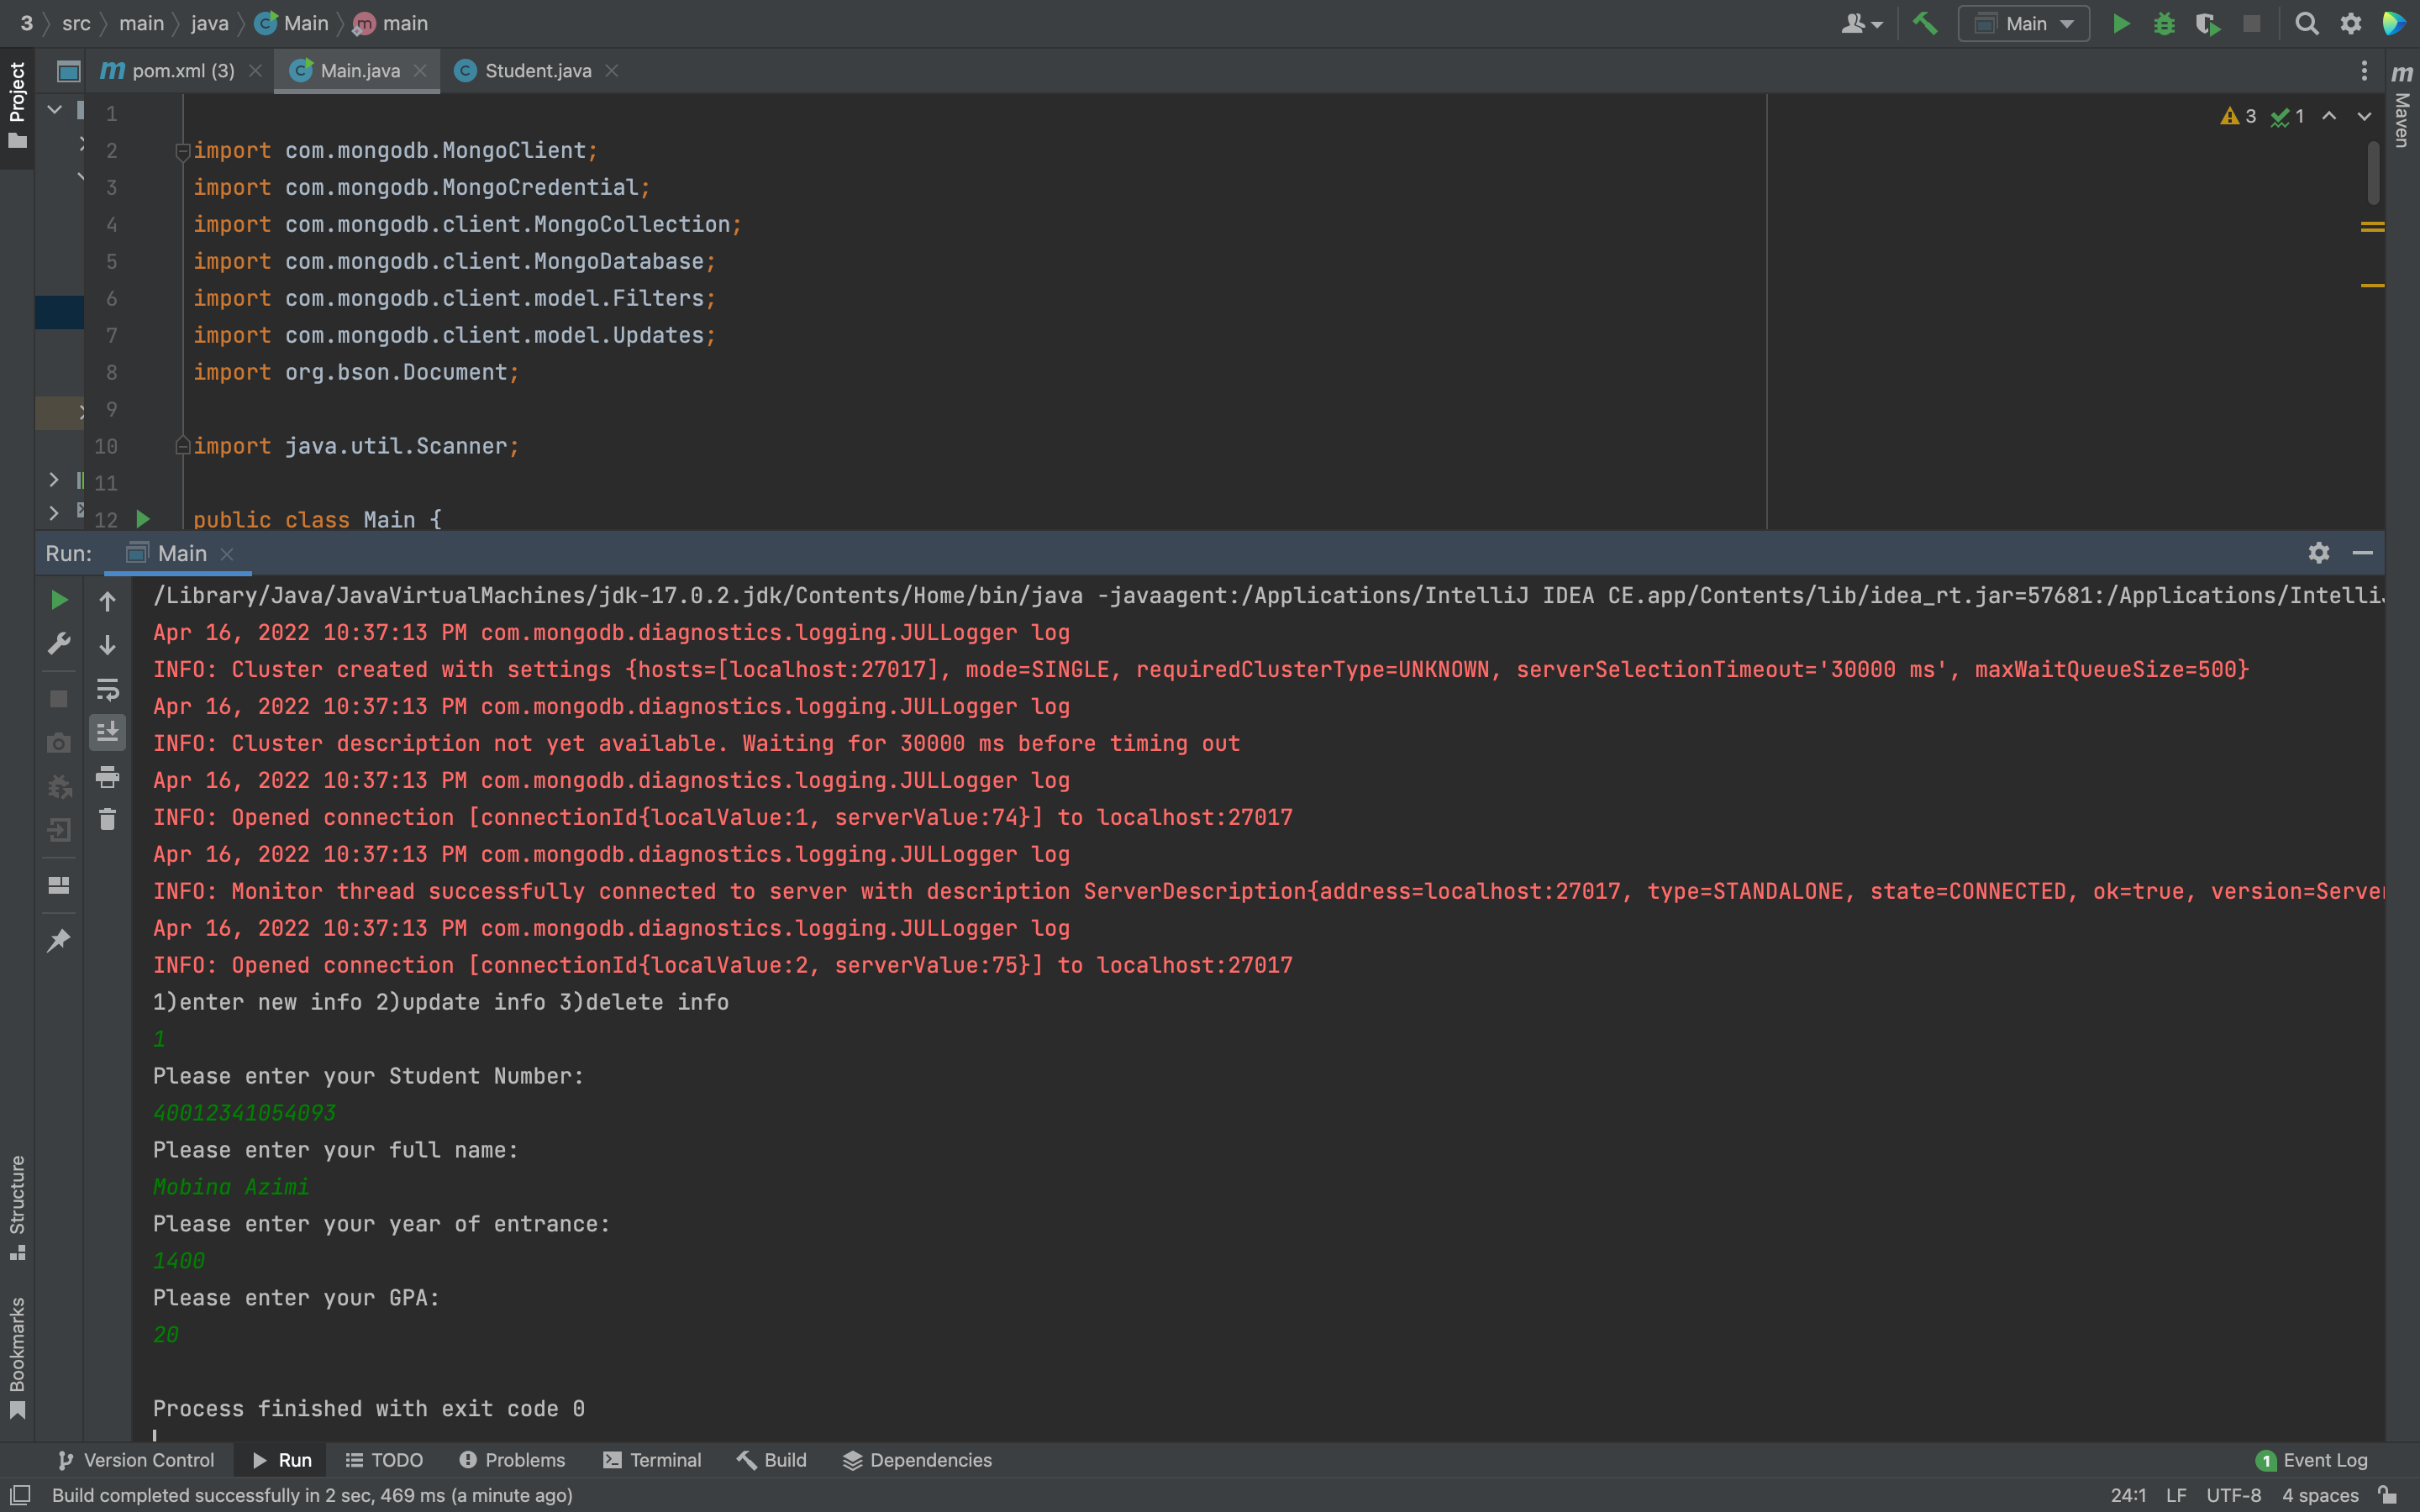 3 src main java Main main
Main
Project
pom.xml (3) Main.java Student.java
m Maven
3 1
1
2 import com.mongodb.MongoClient;
3 import com.mongodb.MongoCredential;
4 import com.mongodb.client.MongoCollection;
5 import com.mongodb.client.MongoDatabase;
6 import com.mongodb.client.model.Filters;
7 import com.mongodb.client.model.Updates;
8 import org.bson.Document;
9
10 import java.util.Scanner;
11
12 public class Main {
Run: Main
/Library/Java/JavaVirtualMachines/jdk-17.0.2.jdk/Contents/Home/bin/java -javaagent:/Applications/IntelliJ IDEA CE.app/Contents/lib/idea_rt.jar=57681:/Applications/IntelliJ
Apr 16, 2022 10:37:13 PM com.mongodb.diagnostics.logging.JULLogger log
INFO: Cluster created with settings {hosts=[localhost:27017], mode=SINGLE, requiredClusterType=UNKNOWN, serverSelectionTimeout='30000 ms', maxWaitQueueSize=500}
Apr 16, 2022 10:37:13 PM com.mongodb.diagnostics.logging.JULLogger log
INFO: Cluster description not yet available. Waiting for 30000 ms before timing out
Apr 16, 2022 10:37:13 PM com.mongodb.diagnostics.logging.JULLogger log
INFO: Opened connection [connectionId{localValue:1, serverValue:74}] to localhost:27017
Apr 16, 2022 10:37:13 PM com.mongodb.diagnostics.logging.JULLogger log
INFO: Monitor thread successfully connected to server with description ServerDescription{address=localhost:27017, type=STANDALONE, state=CONNECTED, ok=true, version=Server
Apr 16, 2022 10:37:13 PM com.mongodb.diagnostics.logging.JULLogger log
INFO: Opened connection [connectionId{localValue:2, serverValue:75}] to localhost:27017
1)enter new info 2)update info 3)delete info
1
Please enter your Student Number:
40012341054093
Please enter your full name:
Mobina Azimi
Please enter your year of entrance:
1400
Please enter your GPA:
20
Process finished with exit code 0
Structure
Bookmarks
Version Control Run TODO Problems Terminal Build Dependencies 1 Event Log
Build completed successfully in 2 sec, 469 ms (a minute ago) 24:1 LF UTF-8 4 spaces